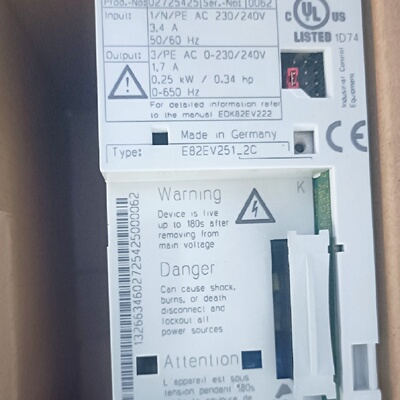 Prod.-No: 02725425 Ser.-No: 10062
Input: 1/N/PE AC 230/240V
3,4 A
50/60 Hz
Output: 3/PE AC 0-230/240V
1,7 A
0,25 kW / 0.34 hp
0-650 Hz
For detailed information refer
to the manual EDK82EV222
C UL US
LISTED 1D74
Industrial Control
Equipment
Made in Germany
CE
Type: E82EV251_2C
Warning
K
Device is live
up to 180s after
removing from
main voltage
Danger
Can cause shock,
burns, or death
disconnect and
lockout all
power sources
Attention
L'appareil est sous
tension pendant 180s
13266346027254250000062